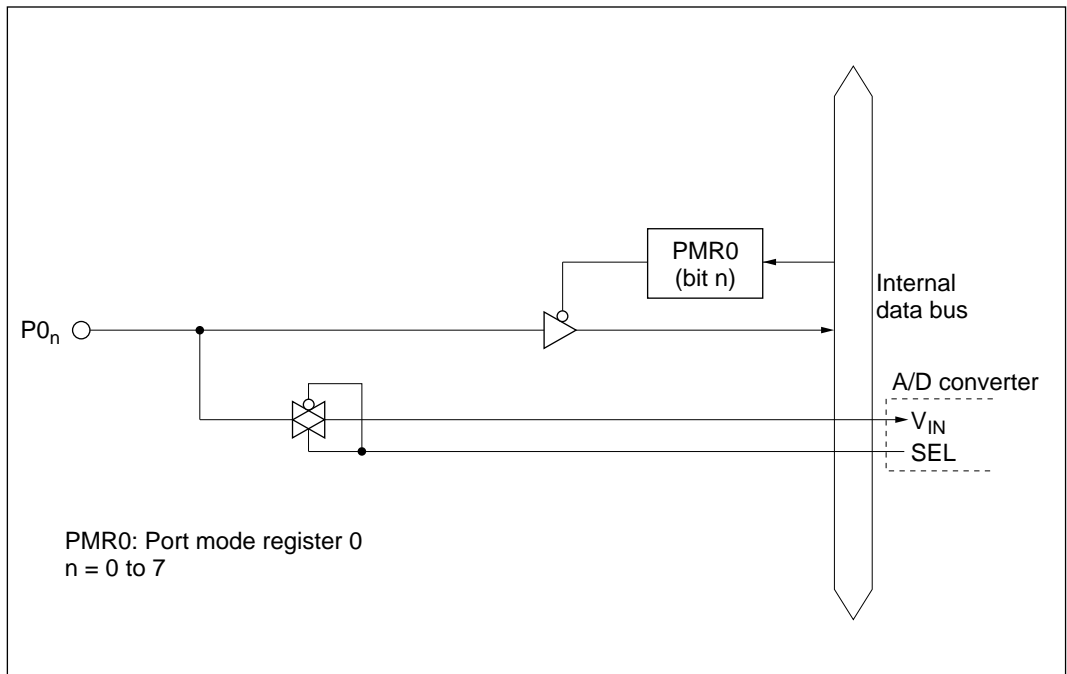 PMR0
(bit n)
Internal
data bus
P0n
A/D converter
VIN
SEL
PMR0: Port mode register 0
n = 0 to 7